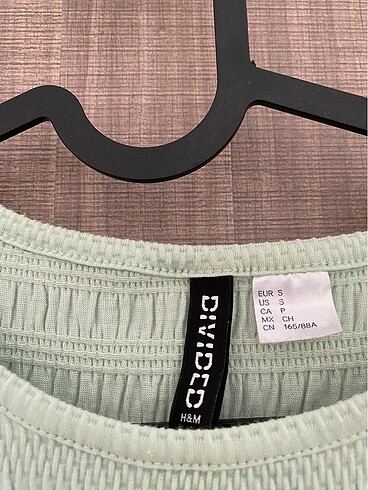 DIVIDED
H&M
EUR S
US S
CA P
MX CH
CN 165/88A